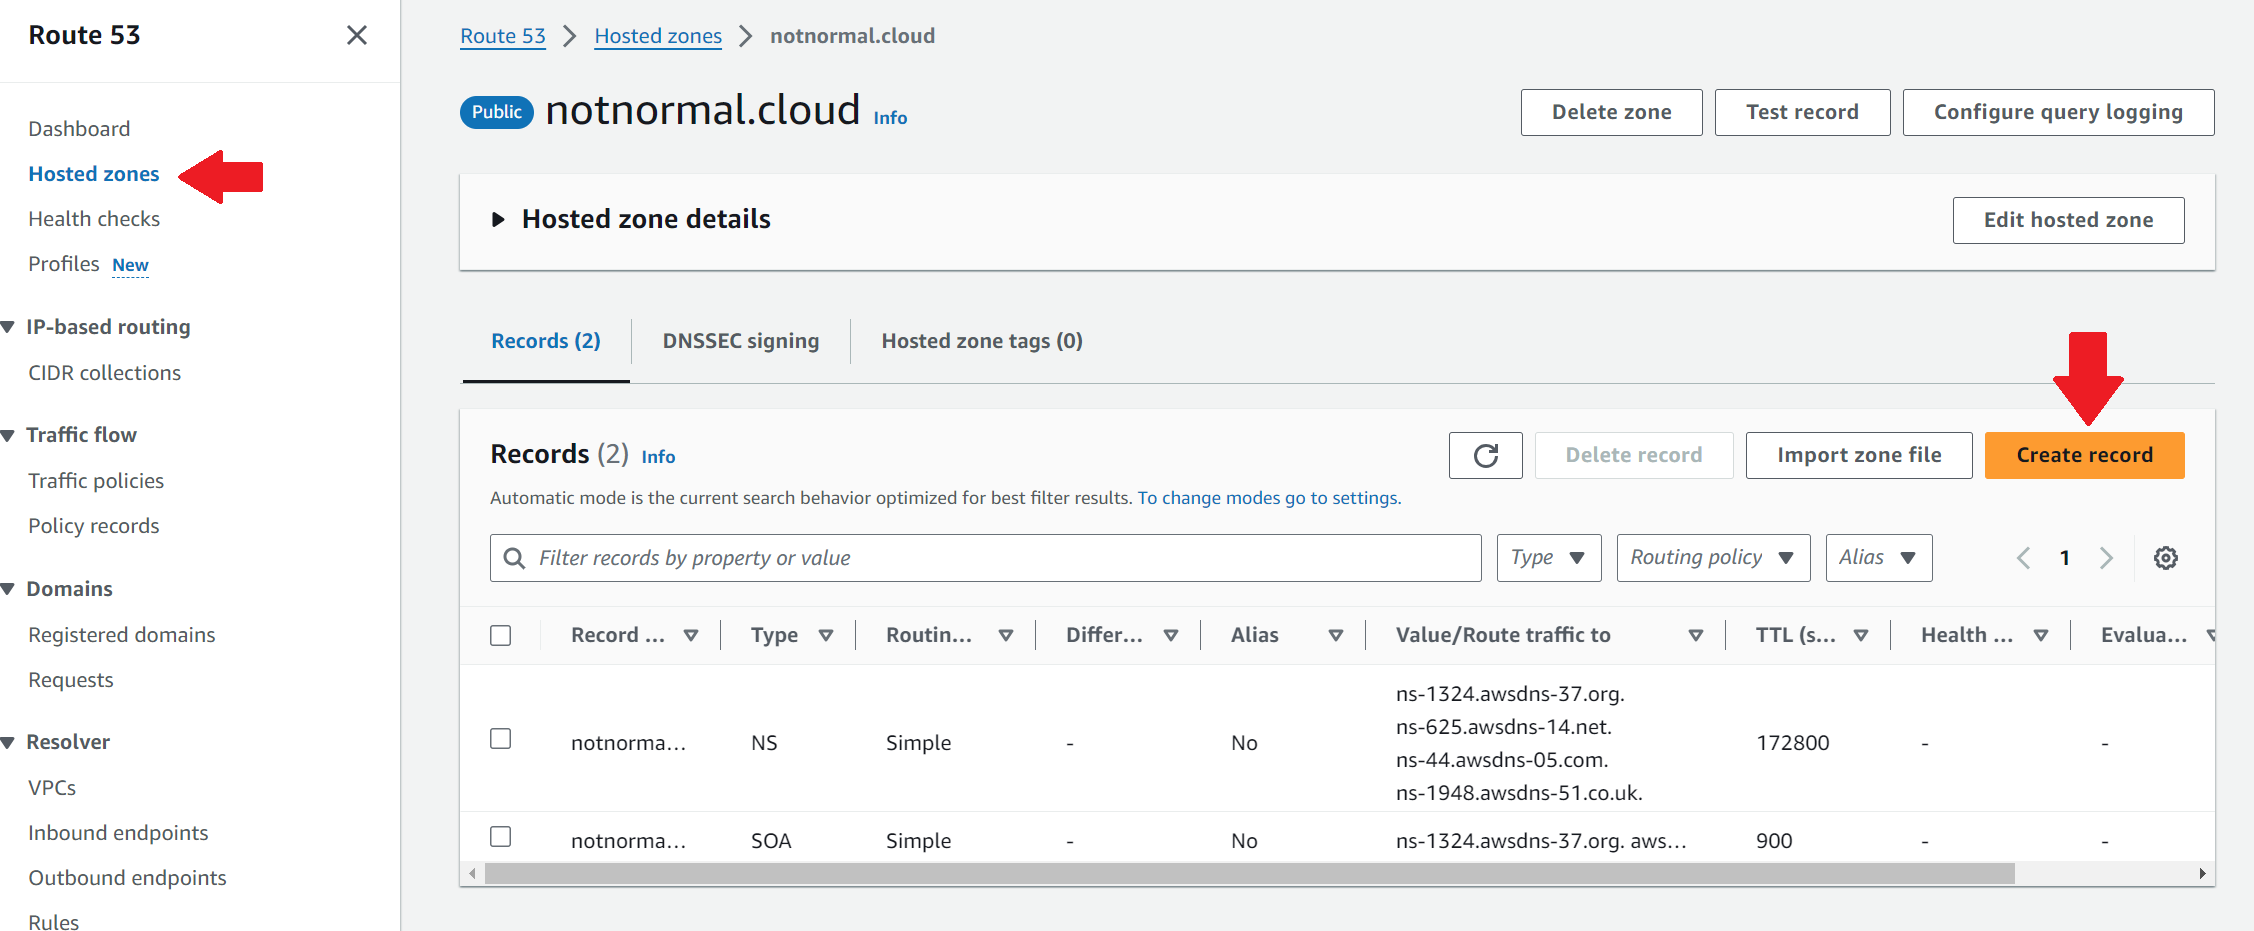 Route 53
Dashboard
Hosted zones
Health checks
Profiles New
IP-based routing
CIDR collections
Traffic flow
Traffic policies
Policy records
Domains
Registered domains
Requests
Resolver
VPCs
Inbound endpoints
Outbound endpoints
Rules
Route 53 > Hosted zones > notnormal.cloud
Public notnormal.cloud Info
Delete zone Test record Configure query logging
Hosted zone details Edit hosted zone
Records (2) DNSSEC signing Hosted zone tags (0)
Records (2) Info Delete record Import zone file Create record
Automatic mode is the current search behavior optimized for best filter results. To change modes go to settings.
Filter records by property or value Type Routing policy Alias 1
Record ... Type Routin... Differ... Alias Value/Route traffic to TTL (s... Health ... Evalua...
ns-1324.awsdns-37.org.
ns-625.awsdns-14.net.
notnorma... NS Simple - No 172800 - -
ns-44.awsdns-05.com.
ns-1948.awsdns-51.co.uk.
notnorma... SOA Simple - No ns-1324.awsdns-37.org. aws... 900 - -